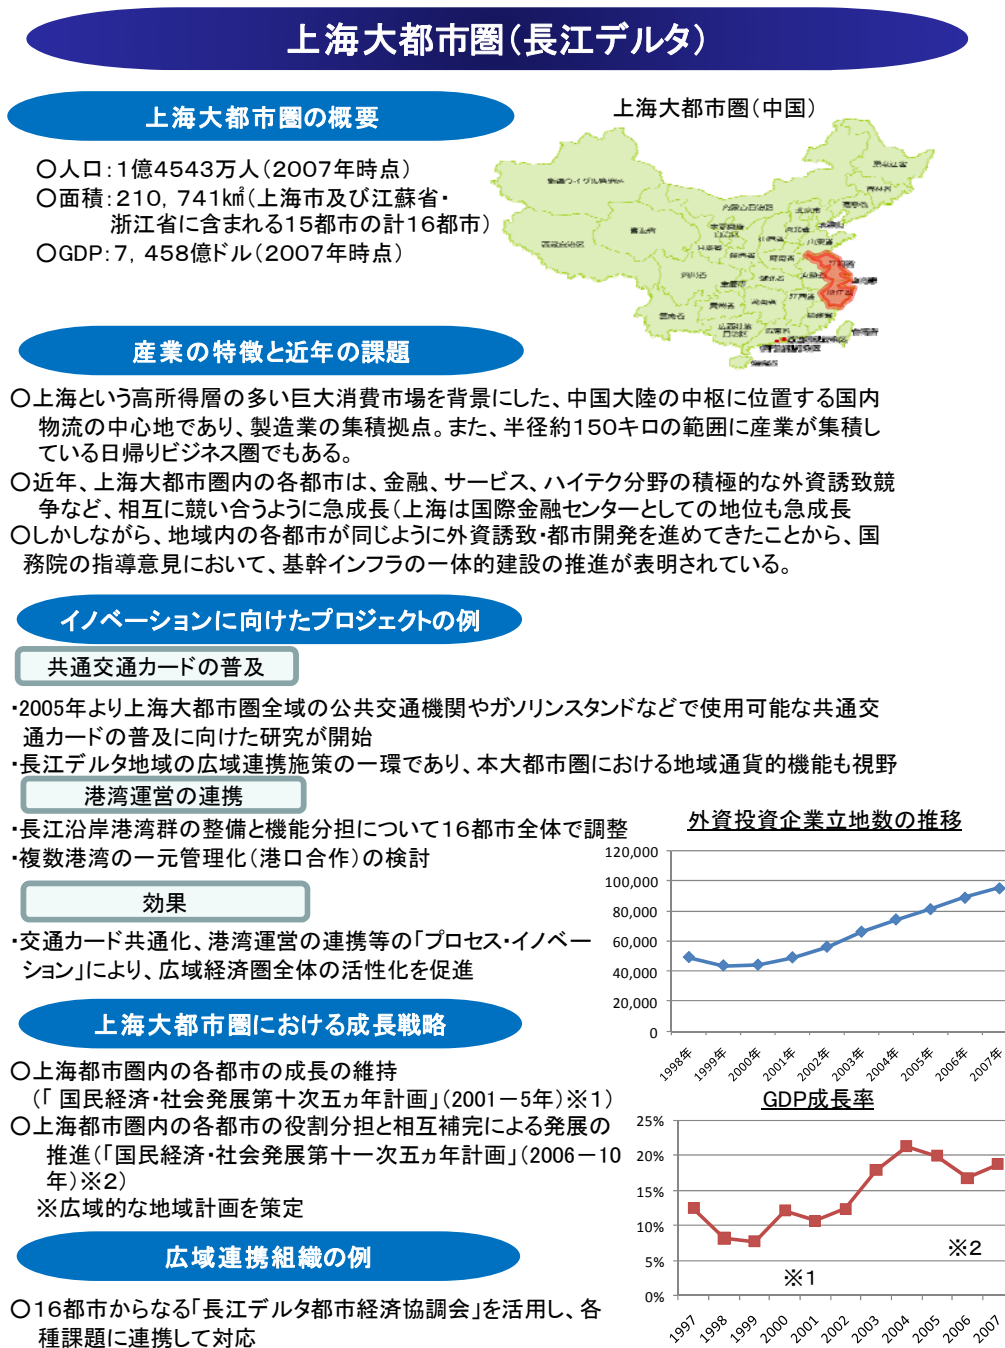 上海大都市圏(長江デルタ)
上海大都市圏の概要
○人口:1億4543万人(2007年時点)
○面積:210,741㎢(上海市及び江蘇省・
浙江省に含まれる15都市の計16都市)
○GDP:7,458億ドル(2007年時点)
上海大都市圏(中国)
新疆ウイグル自治区
内蒙古自治区
黒竜江省
吉林省
北京市
西蔵自治区
青海省
四川省
雲南省
産業の特徴と近年の課題
○上海という高所得層の多い巨大消費市場を背景にした、中国大陸の中枢に位置する国内
物流の中心地であり、製造業の集積拠点。また、半径約150キロの範囲に産業が集積し
ている日帰りビジネス圏でもある。
○近年、上海大都市圏内の各都市は、金融、サービス、ハイテク分野の積極的な外資誘致競
争など、相互に競い合うように急成長(上海は国際金融センターとしての地位も急成長
○しかしながら、地域内の各都市が同じように外資誘致・都市開発を進めてきたことから、国
務院の指導意見において、基幹インフラの一体的建設の推進が表明されている。
イノベーションに向けたプロジェクトの例
共通交通カードの普及
・2005年より上海大都市圏全域の公共交通機関やガソリンスタンドなどで使用可能な共通交
通カードの普及に向けた研究が開始
・長江デルタ地域の広域連携施策の一環であり、本大都市圏における地域通貨的機能も視野
港湾運営の連携
・長江沿岸港湾群の整備と機能分担について16都市全体で調整
・複数港湾の一元管理化(港口合作)の検討
効果
・交通カード共通化、港湾運営の連携等の「プロセス・イノベー
ション」により、広域経済圏全体の活性化を促進
外資投資企業立地数の推移
120,000
100,000
80,000
60,000
40,000
20,000
0
1998年 1999年 2000年 2001年 2002年 2003年 2004年 2005年 2006年 2007年
上海大都市圏における成長戦略
○上海都市圏内の各都市の成長の維持
(「 国民経済・社会発展第十次五ヵ年計画」(2001-5年)※1)
○上海都市圏内の各都市の役割分担と相互補完による発展の
推進(「国民経済・社会発展第十一次五ヵ年計画」(2006-10
年)※2)
※広域的な地域計画を策定
GDP成長率
25%
20%
15%
10%
5%
0%
※1
※2
1997 1998 1999 2000 2001 2002 2003 2004 2005 2006 2007
広域連携組織の例
○16都市からなる「長江デルタ都市経済協調会」を活用し、各
種課題に連携して対応